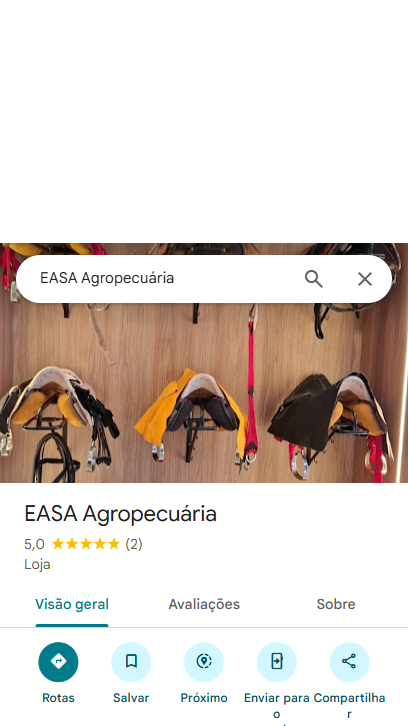 EASA Agropecuária
EASA Agropecuária
5,0 (2)
Loja
Visão geral Avaliações Sobre
Rotas Salvar Próximo Enviar para o Compartilhar